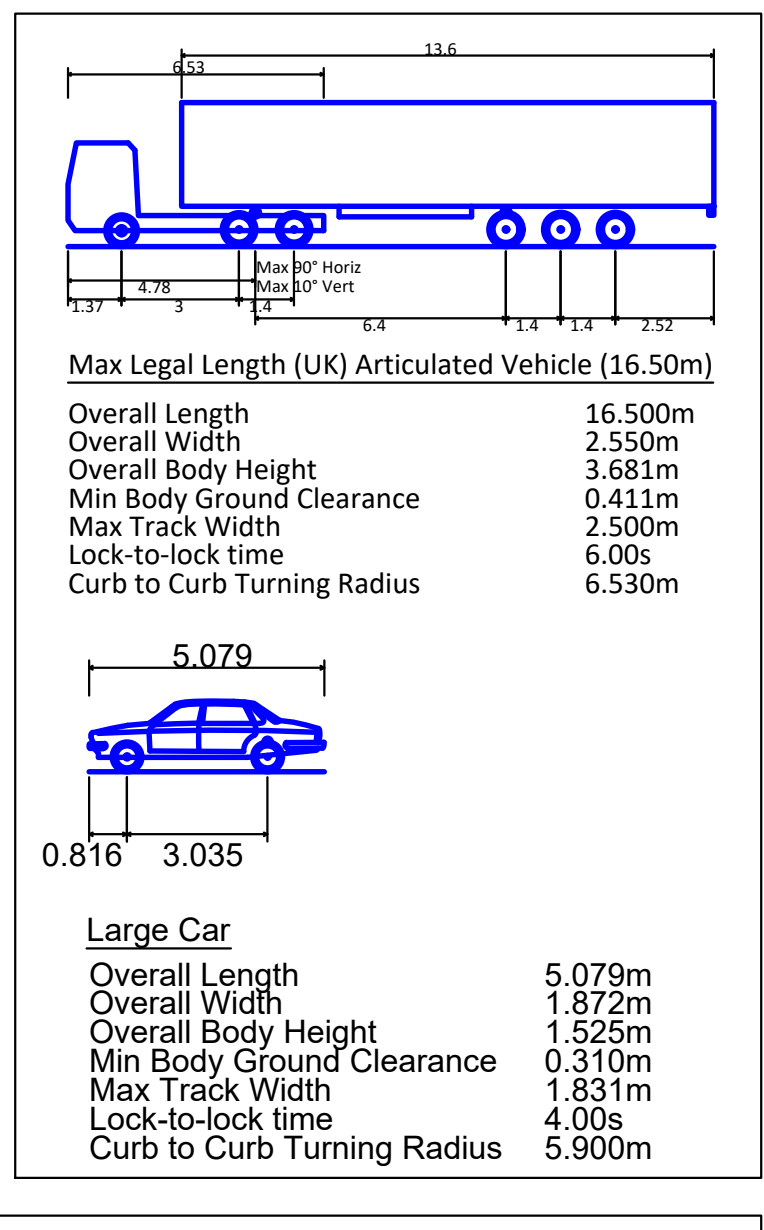 13.6
6.53
Max 90° Horiz
4.78 Max 10° Vert
1.37 3 1.4
6.4 1.4 1.4 2.52
Max Legal Length (UK) Articulated Vehicle (16.50m)
Overall Length 16.500m
Overall Width 2.550m
Overall Body Height 3.681m
Min Body Ground Clearance 0.411m
Max Track Width 2.500m
Lock-to-lock time 6.00s
Curb to Curb Turning Radius 6.530m
5.079
0.816 3.035
Large Car
Overall Length 5.079m
Overall Width 1.872m
Overall Body Height 1.525m
Min Body Ground Clearance 0.310m
Max Track Width 1.831m
Lock-to-lock time 4.00s
Curb to Curb Turning Radius 5.900m